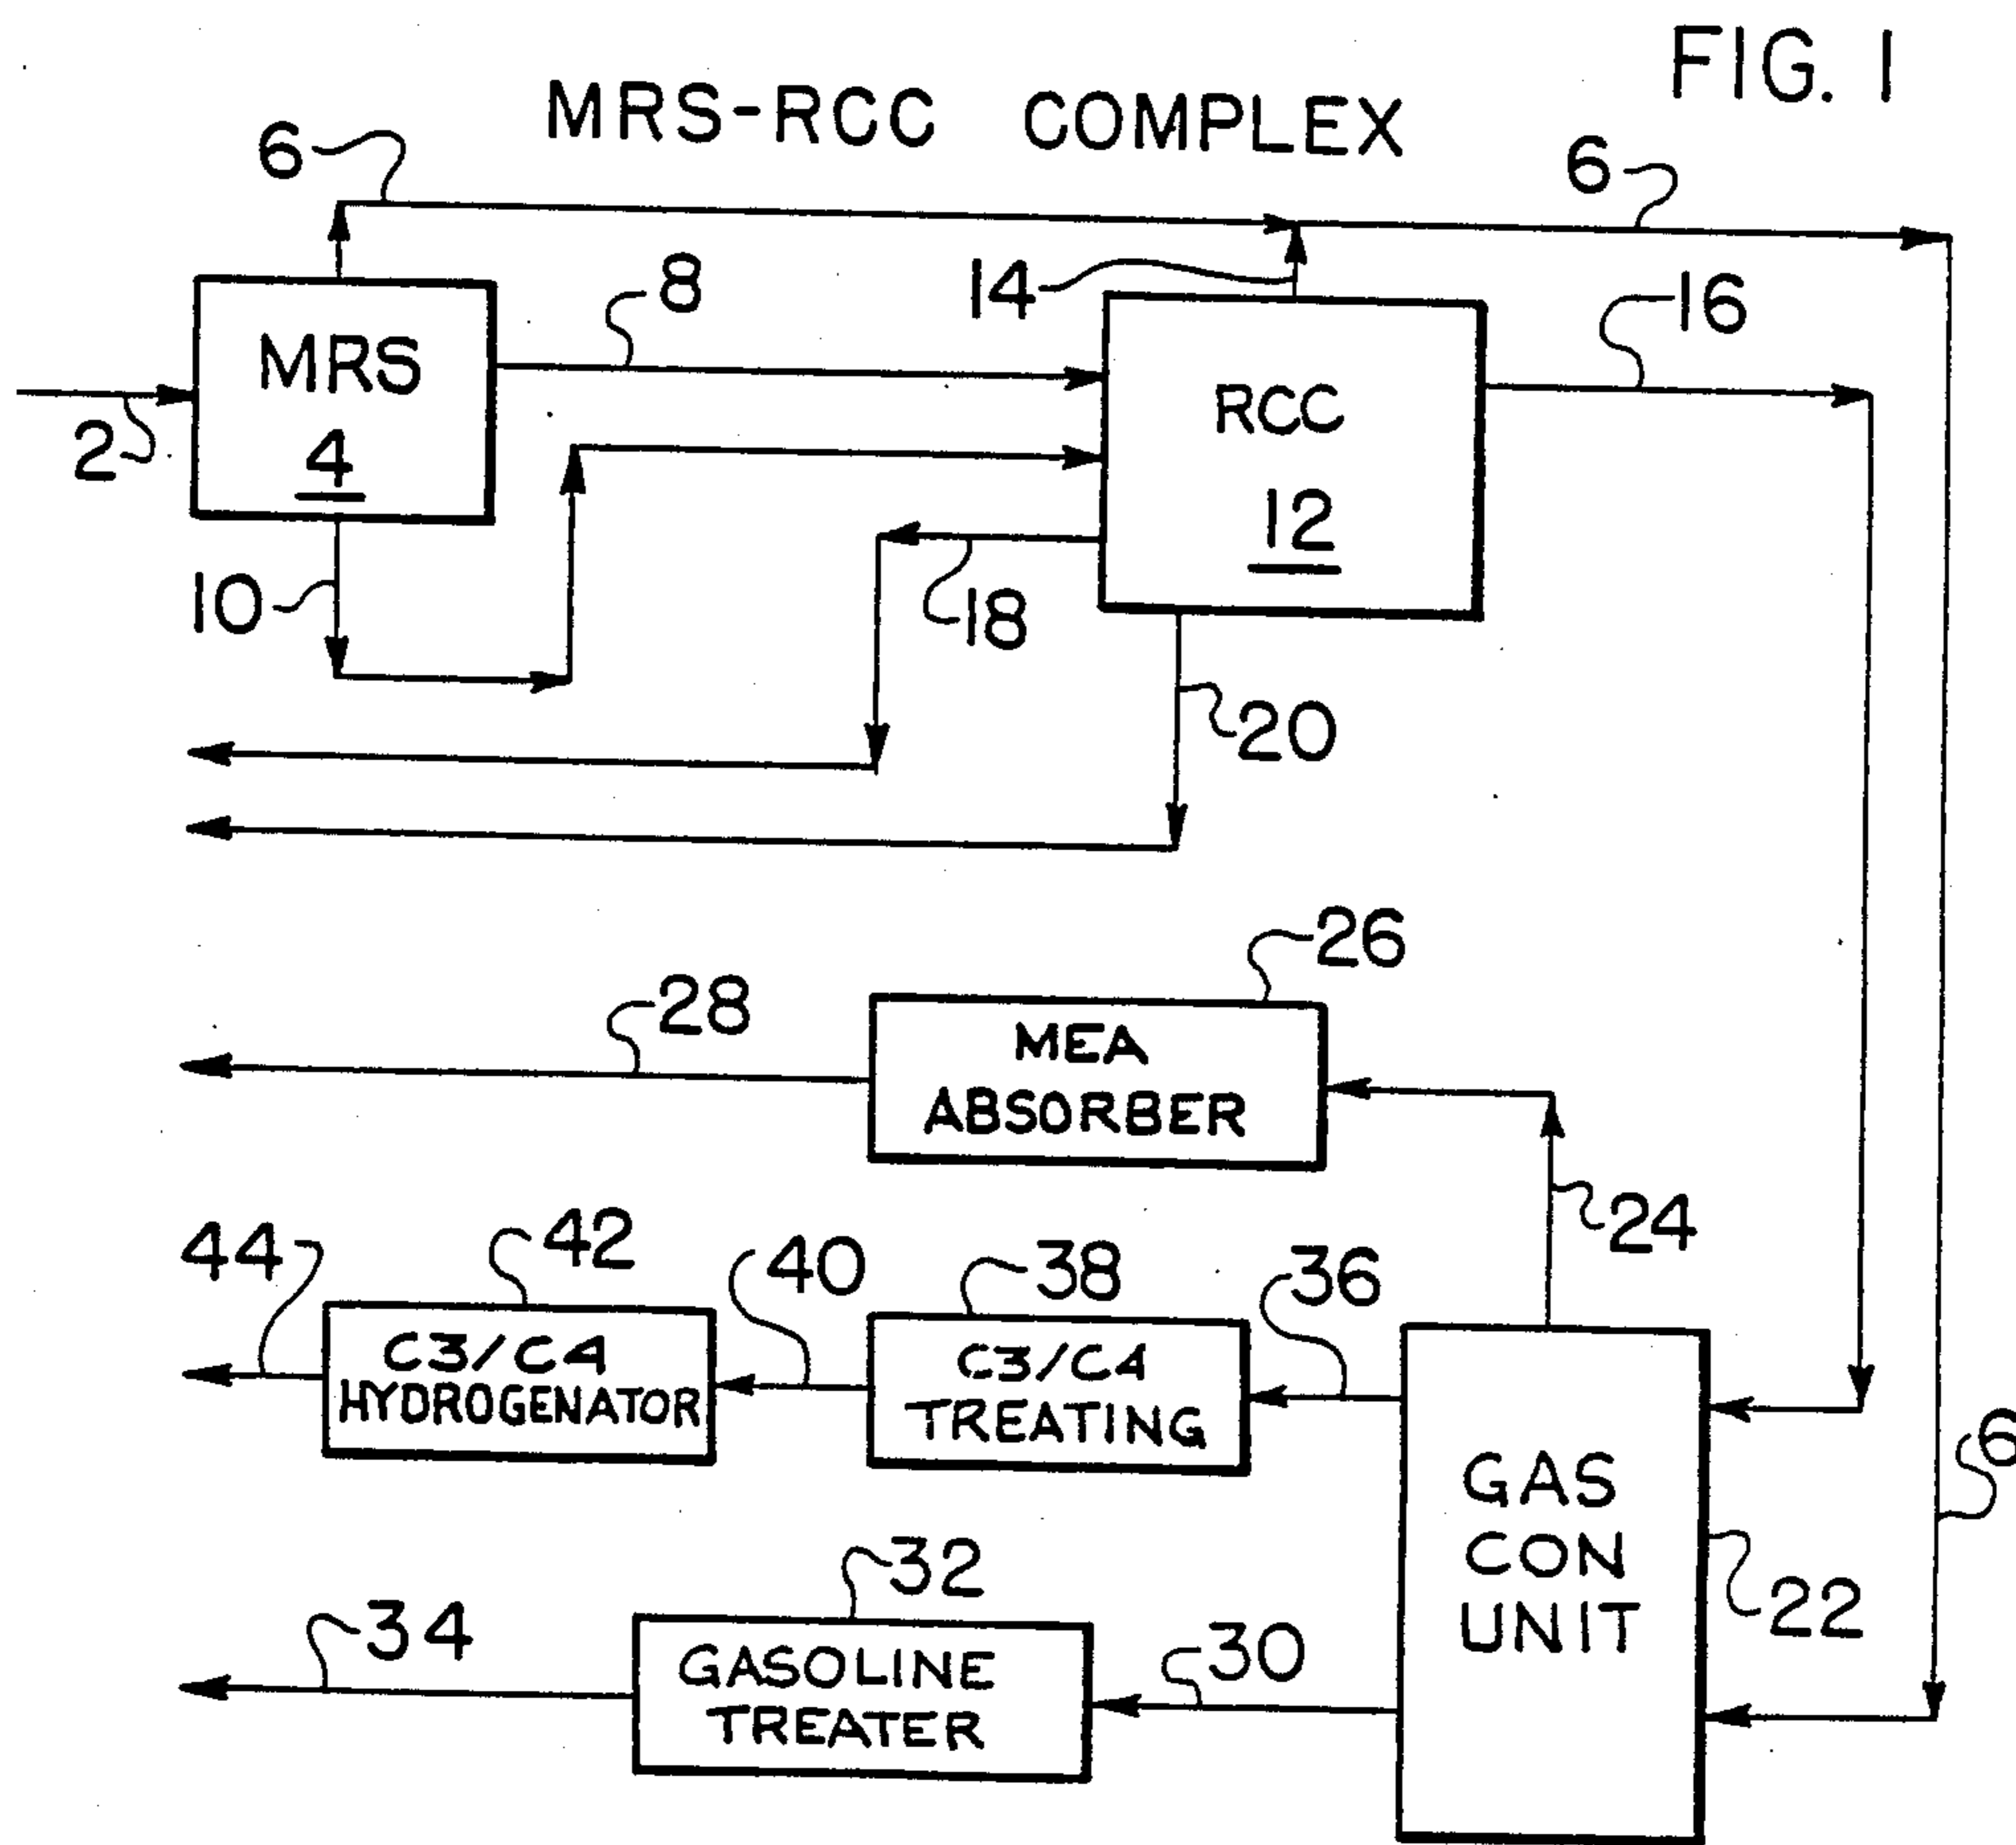 FIG. 1
MRS-RCC COMPLEX
6
6
8
14
16
MRS
4
2
RCC
12
10
18
20
26
28
MEA
ABSORBER
24
44
42
40
38
36
C3/C4
HYDROGENATOR
C3/C4
TREATING
6
GAS
CON
UNIT
22
34
32
30
GASOLINE
TREATER